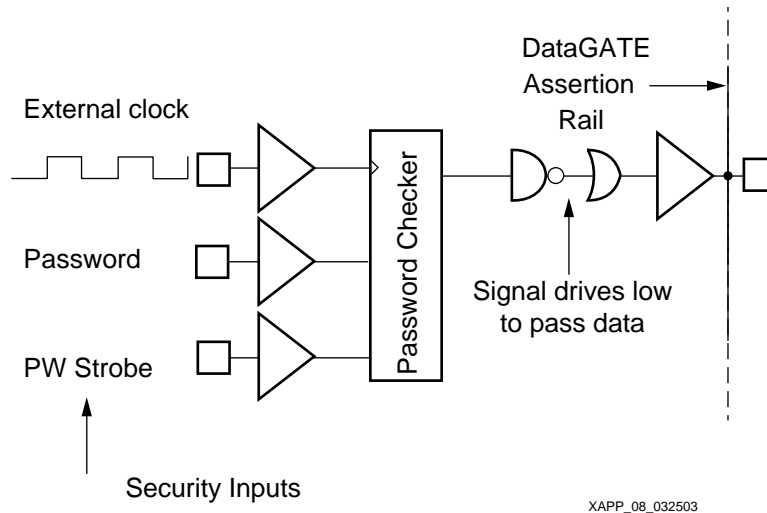 DataGATE
Assertion
Rail
External clock
Password
PW Strobe
Password Checker
Signal drives low
to pass data
Security Inputs
XAPP_08_032503